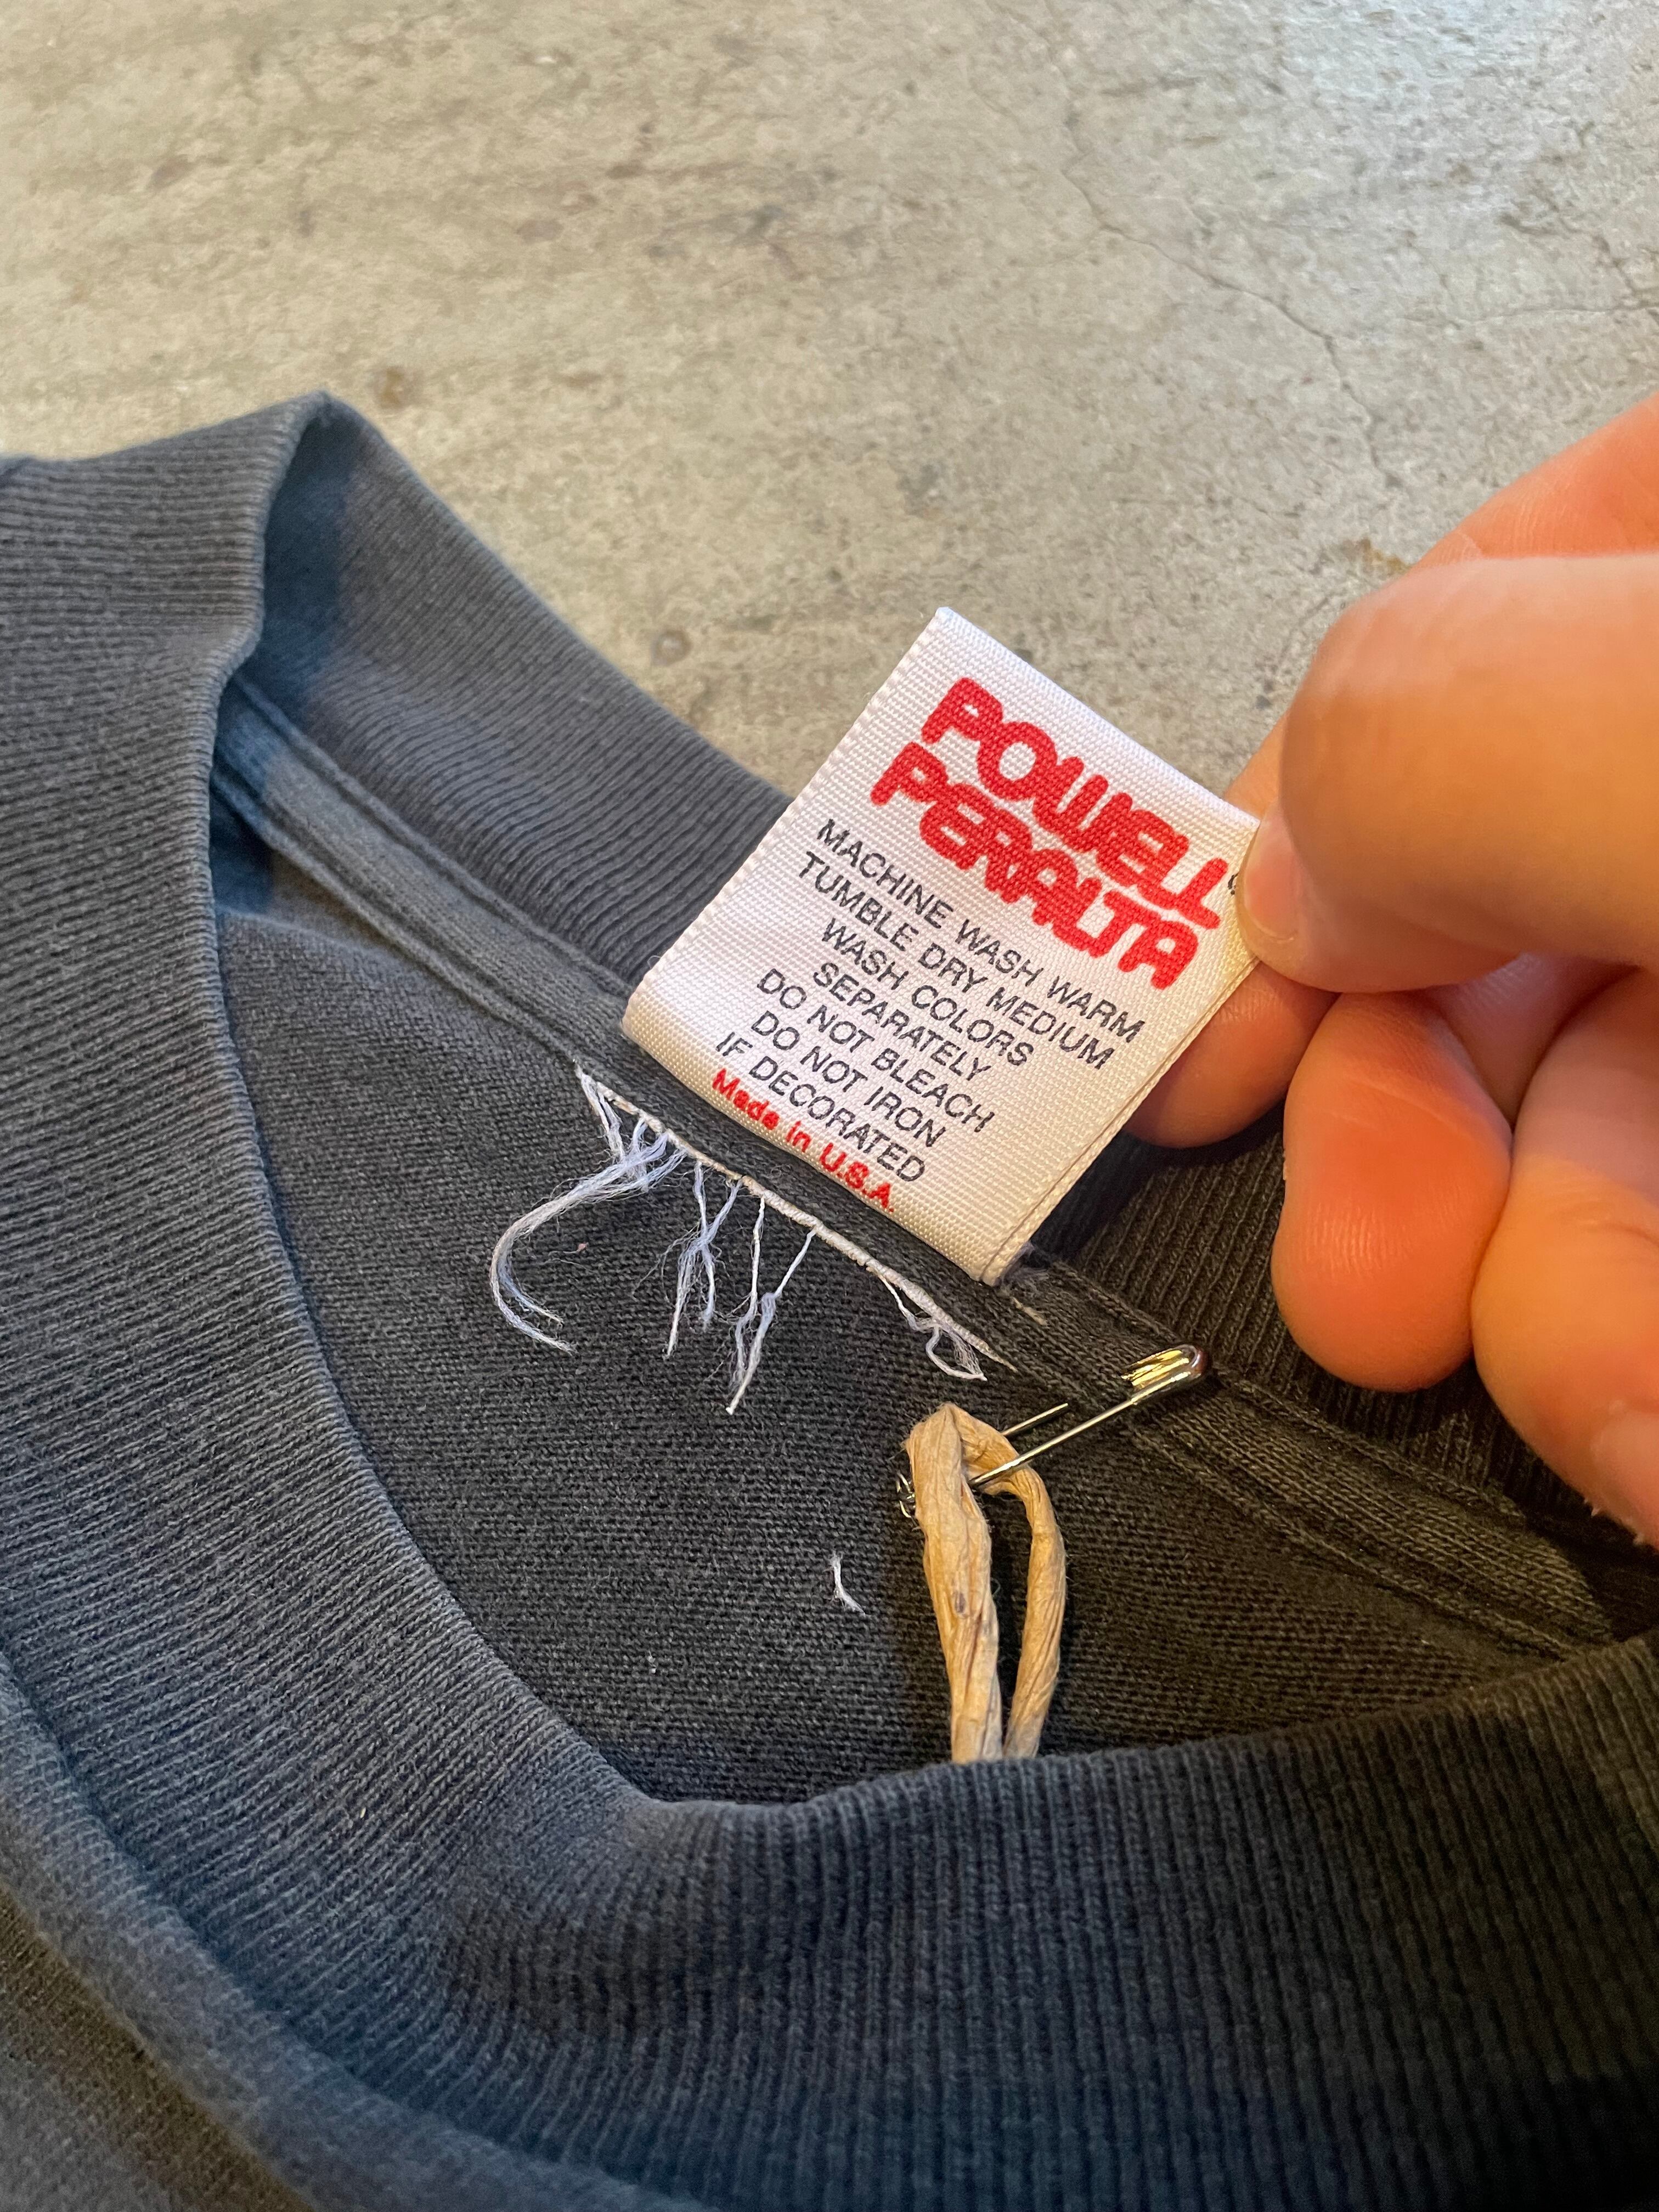 POWELL
PERALTA
MACHINE WASH WARM
TUMBLE DRY MEDIUM
WASH COLORS
SEPARATELY
DO NOT BLEACH
DO NOT IRON
IF DECORATED
Made in U.S.A